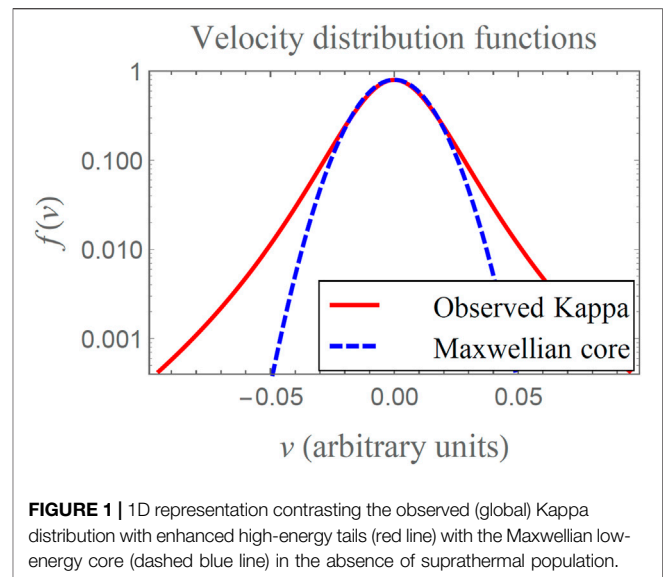 Velocity distribution functions
1
0.100
0.010
0.001
f(v)
Observed Kappa
Maxwellian core
−0.05 0.00 0.05
v (arbitrary units)
FIGURE 1 | 1D representation contrasting the observed (global) Kappa
distribution with enhanced high-energy tails (red line) with the Maxwellian low-
energy core (dashed blue line) in the absence of suprathermal population.